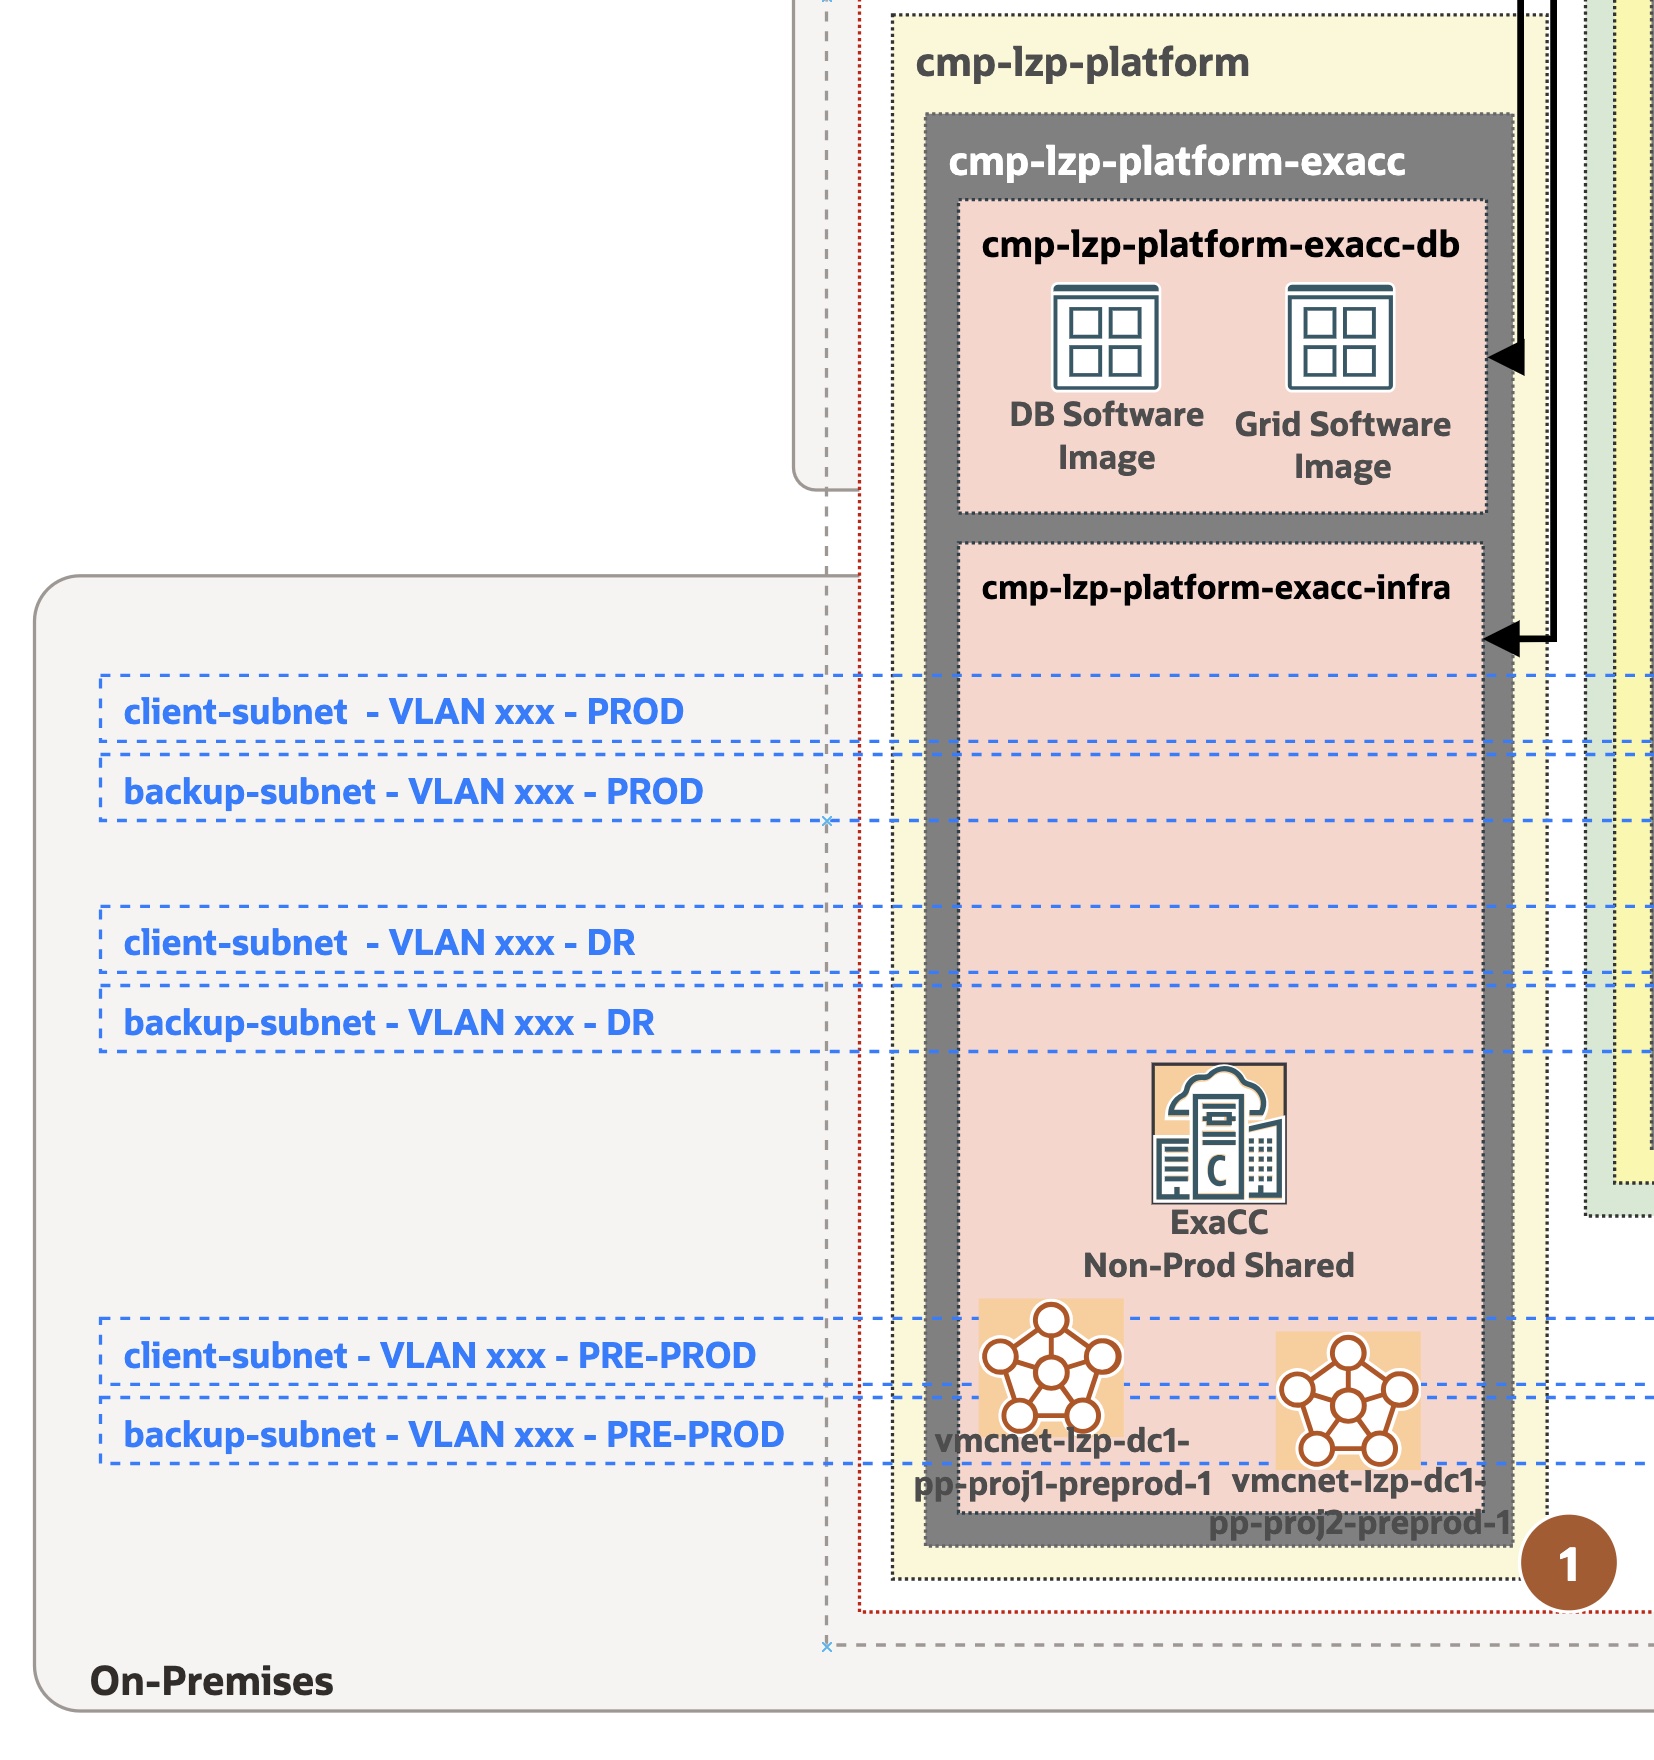 cmp-lzp-platform
cmp-lzp-platform-exacc
cmp-lzp-platform-exacc-db
DB Software
Image
Grid Software
Image
cmp-lzp-platform-exacc-infra
client-subnet - VLAN xxx - PROD
backup-subnet - VLAN xxx - PROD
client-subnet - VLAN xxx - DR
backup-subnet - VLAN xxx - DR
C
ExaCC
Non-Prod Shared
client-subnet - VLAN xxx - PRE-PROD
backup-subnet - VLAN xxx - PRE-PROD
vmcnet-lzp-dc1-
pp-proj1-preprod-1
vmcnet-lzp-dc1-
pp-proj2-preprod-1
1
On-Premises